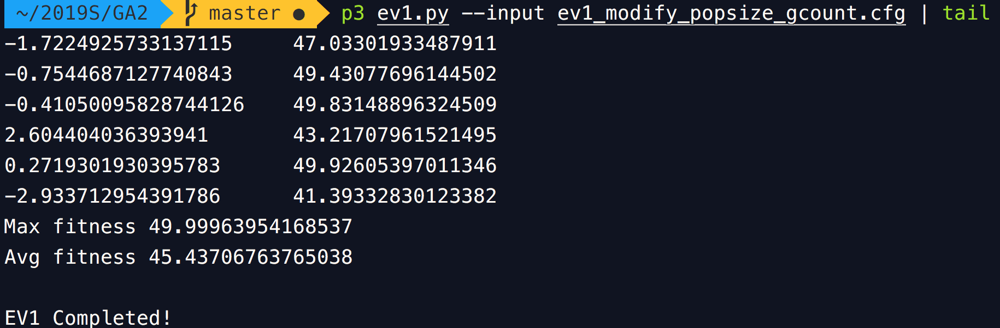 ~/2019S/GA2 master ● p3 ev1.py --input ev1_modify_popsize_gcount.cfg | tail
-1.7224925733137115 47.03301933487911
-0.7544687127740843 49.43077696144502
-0.41050095828744126 49.83148896324509
2.604404036393941 43.21707961521495
0.2719301930395783 49.92605397011346
-2.933712954391786 41.39332830123382
Max fitness 49.99963954168537
Avg fitness 45.43706763765038
EV1 Completed!